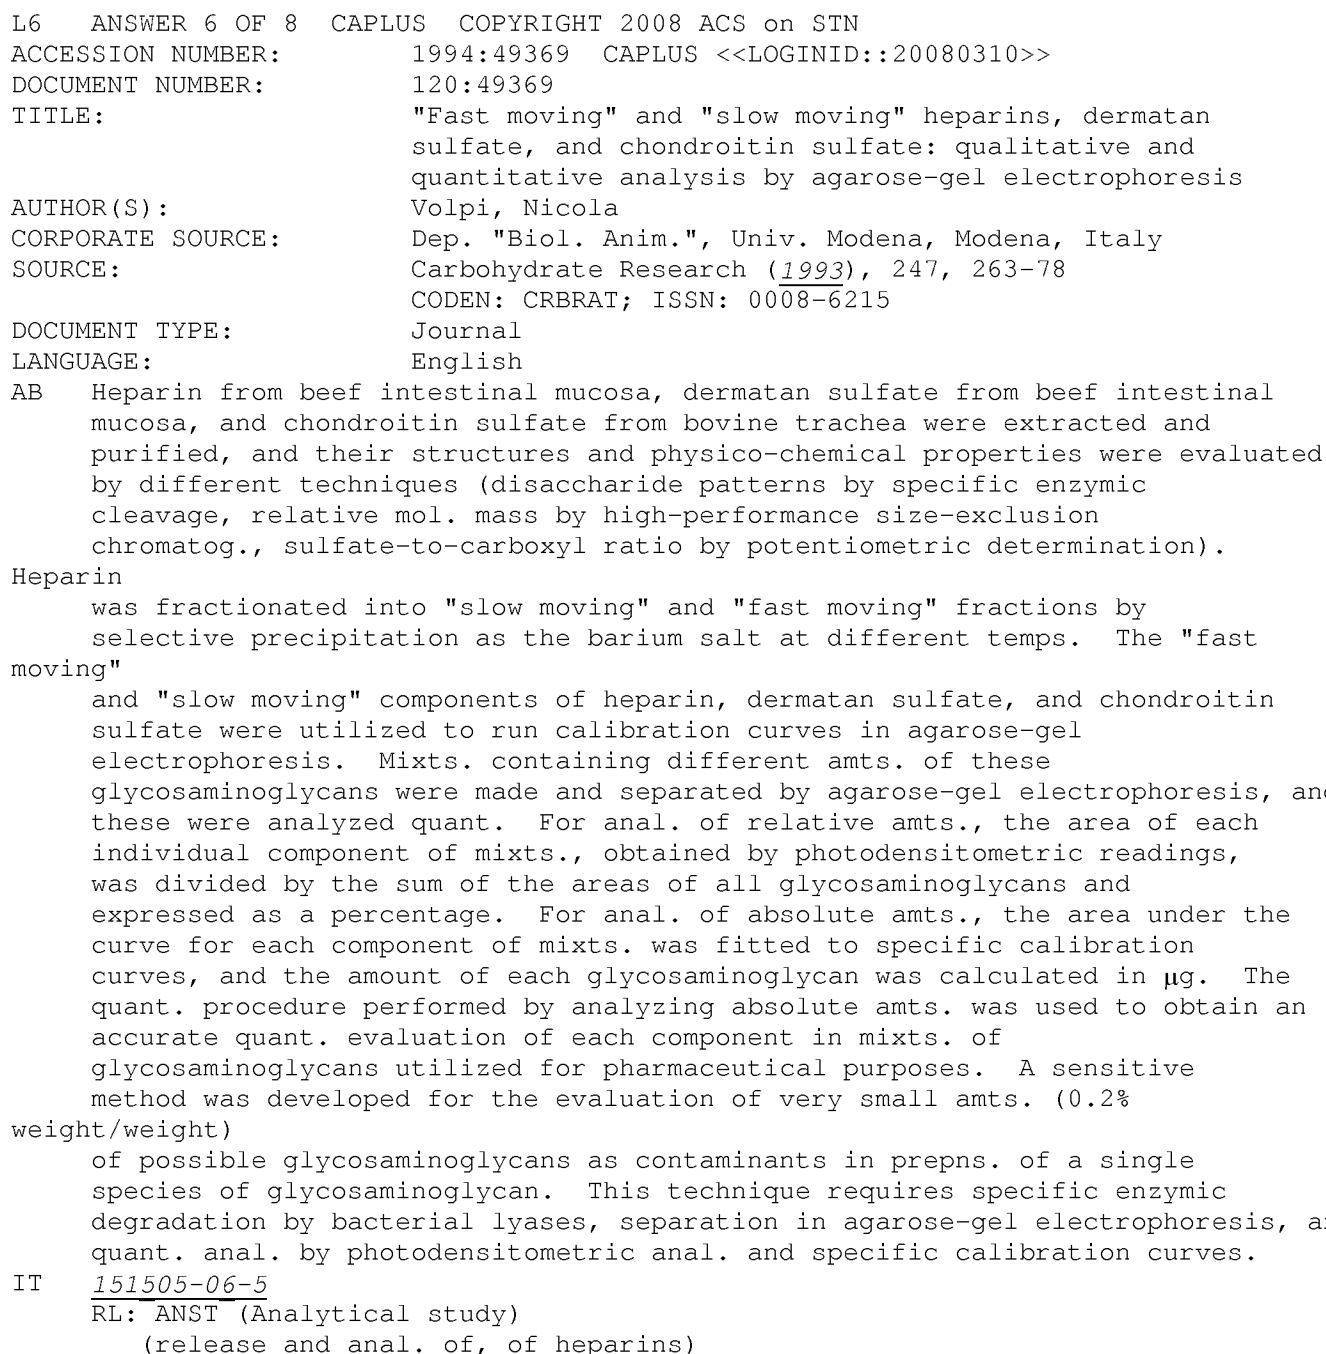 L6   ANSWER 6 OF 8  CAPLUS  COPYRIGHT 2008 ACS on STN
ACCESSION NUMBER:        1994:49369  CAPLUS <<LOGINID::20080310>>
DOCUMENT NUMBER:         120:49369
TITLE:                   "Fast moving" and "slow moving" heparins, dermatan
                         sulfate, and chondroitin sulfate: qualitative and
                         quantitative analysis by agarose-gel electrophoresis
AUTHOR(S):               Volpi, Nicola
CORPORATE SOURCE:        Dep. "Biol. Anim.", Univ. Modena, Modena, Italy
SOURCE:                  Carbohydrate Research (1993), 247, 263-78
                         CODEN: CRBRAT; ISSN: 0008-6215
DOCUMENT TYPE:           Journal
LANGUAGE:                English
AB   Heparin from beef intestinal mucosa, dermatan sulfate from beef intestinal
     mucosa, and chondroitin sulfate from bovine trachea were extracted and
     purified, and their structures and physico-chemical properties were evaluated
     by different techniques (disaccharide patterns by specific enzymic
     cleavage, relative mol. mass by high-performance size-exclusion
     chromatog., sulfate-to-carboxyl ratio by potentiometric determination).
Heparin
     was fractionated into "slow moving" and "fast moving" fractions by
     selective precipitation as the barium salt at different temps.  The "fast
moving"
     and "slow moving" components of heparin, dermatan sulfate, and chondroitin
     sulfate were utilized to run calibration curves in agarose-gel
     electrophoresis.  Mixts. containing different amts. of these
     glycosaminoglycans were made and separated by agarose-gel electrophoresis,
     these were analyzed quant.  For anal. of relative amts., the area of each
     individual component of mixts., obtained by photodensitometric readings,
     was divided by the sum of the areas of all glycosaminoglycans and
     expressed as a percentage.  For anal. of absolute amts., the area under the
     curve for each component of mixts. was fitted to specific calibration
     curves, and the amount of each glycosaminoglycan was calculated in μg.  The
     quant. procedure performed by analyzing absolute amts. was used to obtain an
     accurate quant. evaluation of each component in mixts. of
     glycosaminoglycans utilized for pharmaceutical purposes.  A sensitive
     method was developed for the evaluation of very small amts. (0.2%
weight/weight)
     of possible glycosaminoglycans as contaminants in prepns. of a single
     species of glycosaminoglycan.  This technique requires specific enzymic
     degradation by bacterial lyases, separation in agarose-gel electrophoresis,
     quant. anal. by photodensitometric anal. and specific calibration curves.
IT   151505-06-5
     RL: ANST (Analytical study)
        (release and anal. of, of heparins)